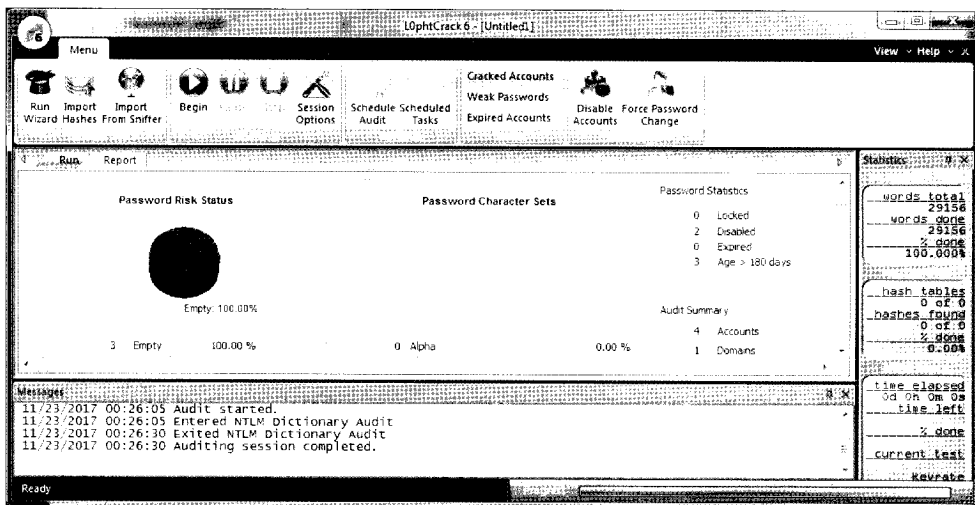 L0phtCrack 6 - [Untitled1]
Menu
View Help
Run Wizard
Import Hashes
Import From Sniffer
Begin
Session Options
Schedule Audit
Scheduled Tasks
Cracked Accounts
Weak Passwords
Expired Accounts
Disable Accounts
Force Password Change
Run Report
Password Risk Status
Empty: 100.00%
3 Empty 100.00 %
Password Character Sets
0 Alpha 0.00 %
Password Statistics
0 Locked
2 Disabled
0 Expired
3 Age > 180 days
Audit Summary
4 Accounts
1 Domains
Statistics
words total
29156
words done
29156
% done
100.000%
hash tables
0 of 0
hashes found
0 of 0
% done
0.00%
time elapsed
0d 0h 0m 0s
time left
% done
current test
keyrate
Messages
11/23/2017 00:26:05 Audit started.
11/23/2017 00:26:05 Entered NTLM Dictionary Audit
11/23/2017 00:26:30 Exited NTLM Dictionary Audit
11/23/2017 00:26:30 Auditing session completed.
Ready